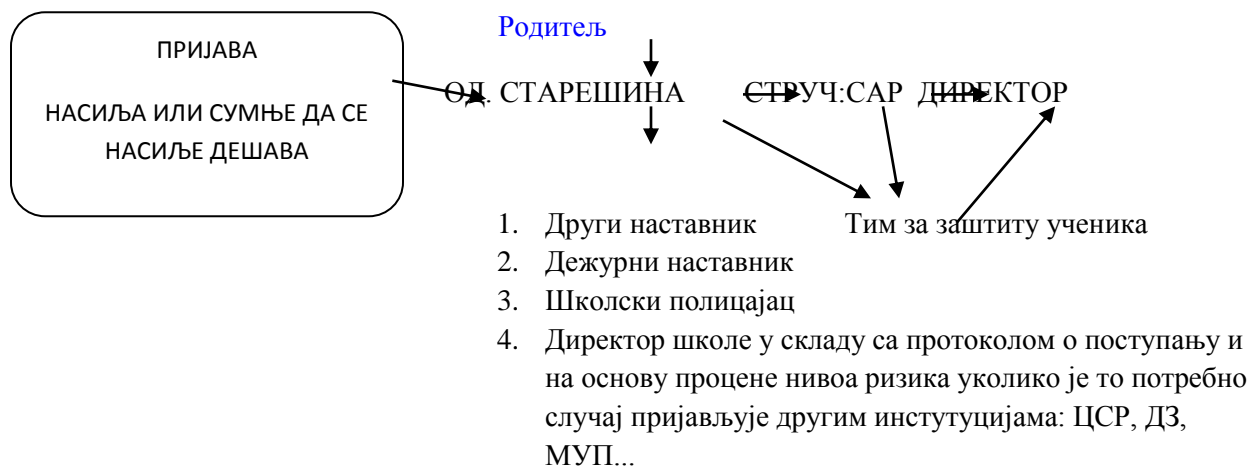 Родитељ
ПРИЈАВА
НАСИЉА ИЛИ СУМЊЕ ДА СЕ
НАСИЉЕ ДЕШАВА
ОД. СТАРЕШИНА СТРУЧ:САР ДИРЕКТОР
1. Други наставник Тим за заштиту ученика
2. Дежурни наставник
3. Школски полицајац
4. Директор школе у складу са протоколом о поступању и
на основу процене нивоа ризика уколико је то потребно
случај пријављује другим инстутуцијама: ЦСР, ДЗ,
МУП...